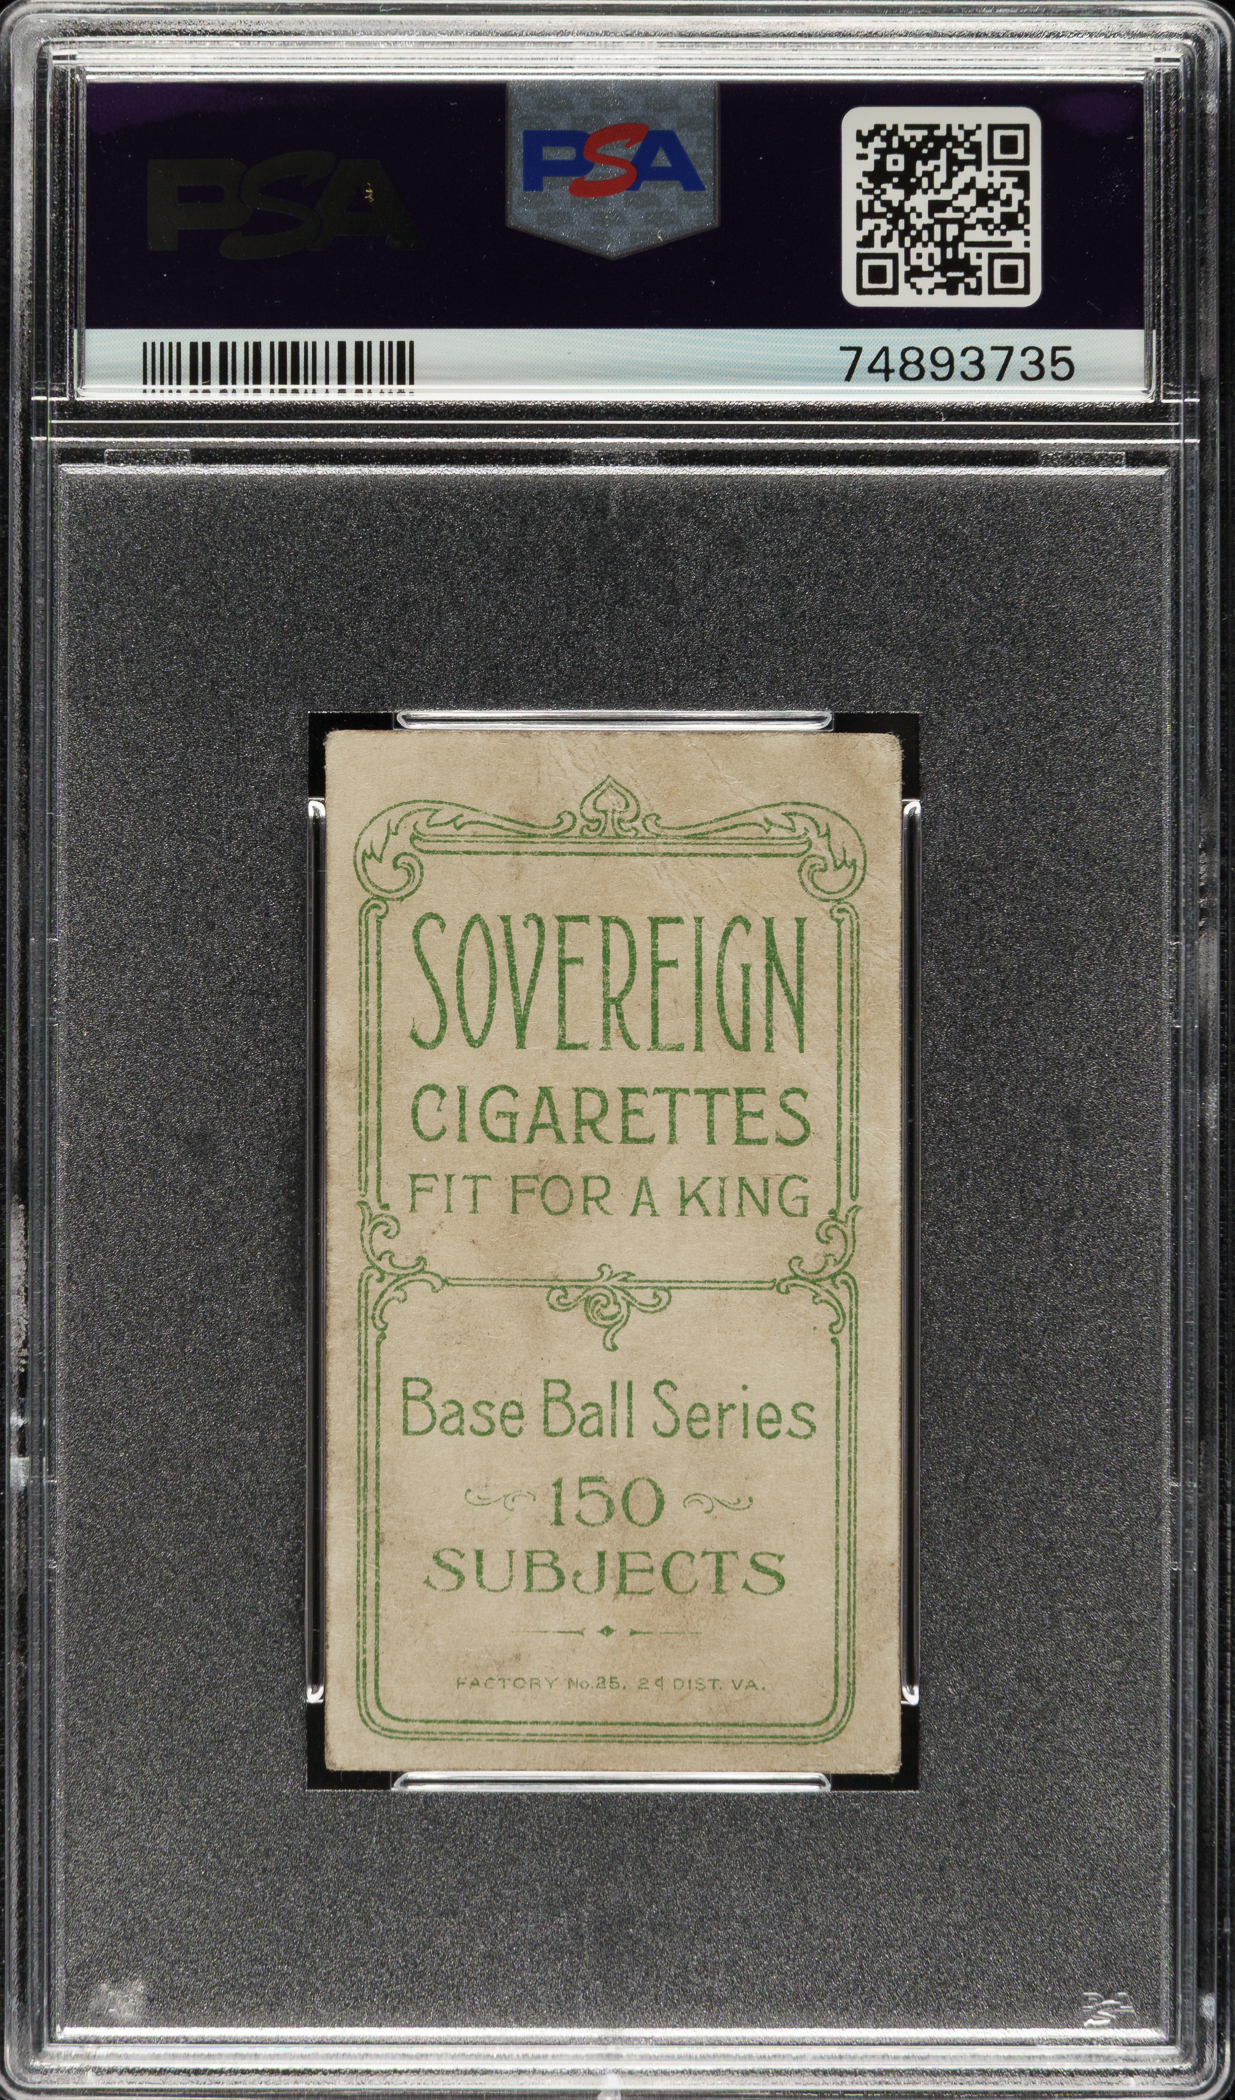 PSA
PSA
74893735
SOVEREIGN
CIGARETTES
FIT FOR A KING
Base Ball Series
150
SUBJECTS
FACTORY No.25. 2d DIST. VA.
PSA